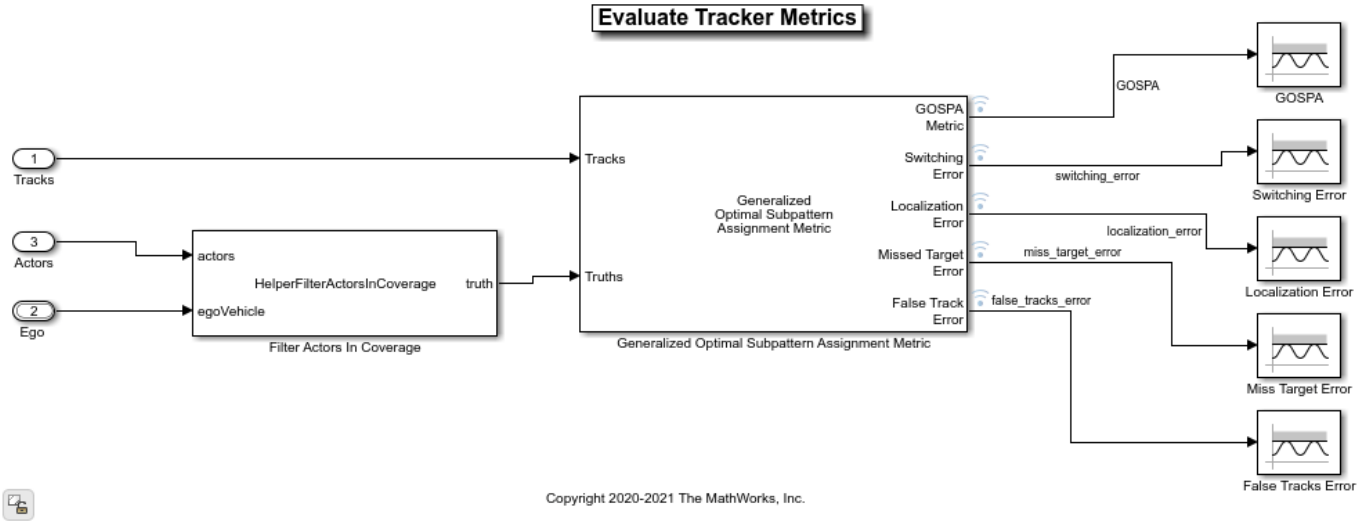 Evaluate Tracker Metrics
1
Tracks
3
Actors
2
Ego
actors
egoVehicle
HelperFilterActorsInCoverage
truth
Filter Actors In Coverage
Tracks
Truths
Generalized
Optimal Subpattern
Assignment Metric
GOSPA
Metric
Switching
Error
Localization
Error
Missed Target
Error
False Track
Error
Generalized Optimal Subpattern Assignment Metric
GOSPA
switching_error
localization_error
miss_target_error
false_tracks_error
GOSPA
Switching Error
Localization Error
Miss Target Error
False Tracks Error
Copyright 2020-2021 The MathWorks, Inc.